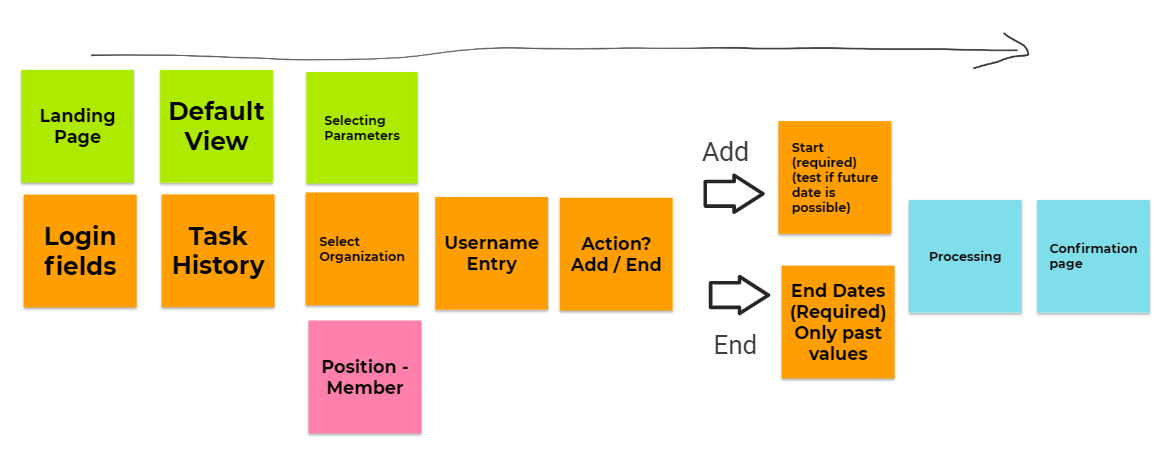 Landing
Page
Default
View
Selecting
Parameters
Login
fields
Task
History
Select
Organization
Position -
Member
Username
Entry
Action?
Add / End
Add
Start
(required)
(test if future
date is
possible)
End
End Dates
(Required)
Only past
values
Processing
Confirmation
page